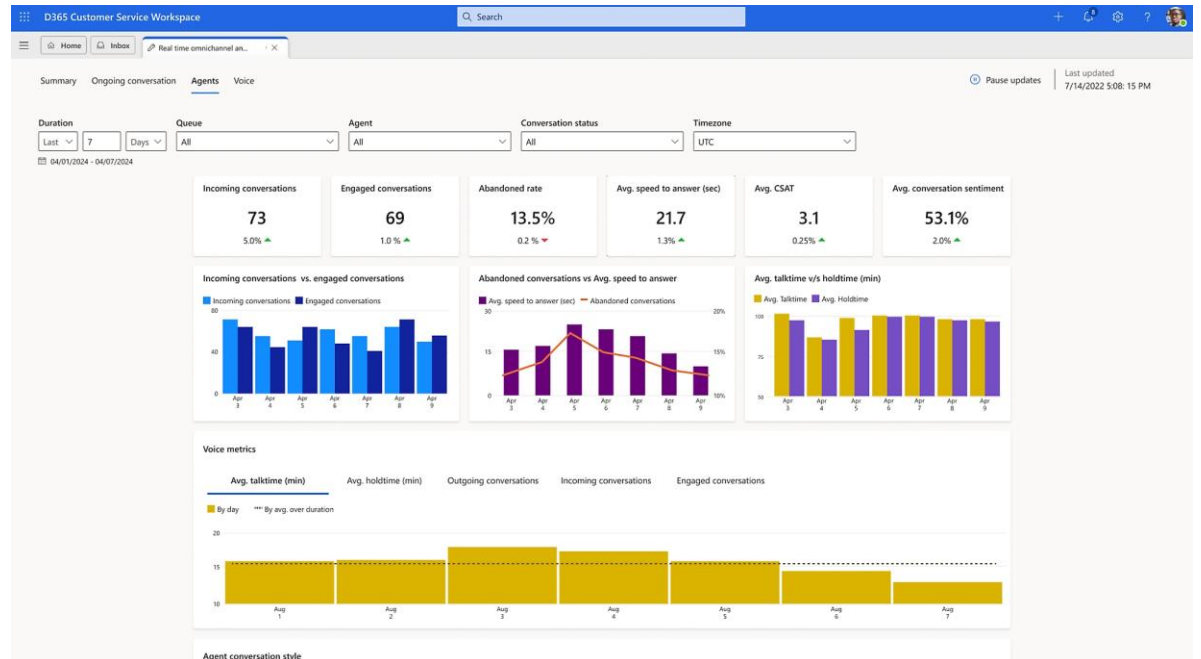 D365 Customer Service Workspace
Search
Home
Inbox
Real time omnichannel an...
Summary Ongoing conversation Agents Voice
Pause updates
Last updated
7/14/2022 5:08: 15 PM
Duration Queue Agent Conversation status Timezone
Last 7 Days All All All UTC
04/01/2024 - 04/07/2024
Incoming conversations
73
5.0%
Engaged conversations
69
1.0 %
Abandoned rate
13.5%
0.2 %
Avg. speed to answer (sec)
21.7
1.3%
Avg. CSAT
3.1
0.25%
Avg. conversation sentiment
53.1%
2.0%
Incoming conversations vs. engaged conversations
Incoming conversations Engaged conversations
80
40
0
Apr 3 Apr 4 Apr 5 Apr 6 Apr 7 Apr 8 Apr 9
Abandoned conversations vs Avg. speed to answer
Avg. speed to answer (sec) Abandoned conversations
30 20%
15 15%
0 10%
Apr 3 Apr 4 Apr 5 Apr 6 Apr 7 Apr 8 Apr 9
Avg. talktime v/s holdtime (min)
Avg. Talktime Avg. Holdtime
100
75
50
Apr 3 Apr 4 Apr 5 Apr 6 Apr 7 Apr 8 Apr 9
Voice metrics
Avg. talktime (min) Avg. holdtime (min) Outgoing conversations Incoming conversations Engaged conversations
By day By avg. over duration
20
15
10
Aug 1 Aug 2 Aug 3 Aug 4 Aug 5 Aug 6 Aug 7
Agent conversation style